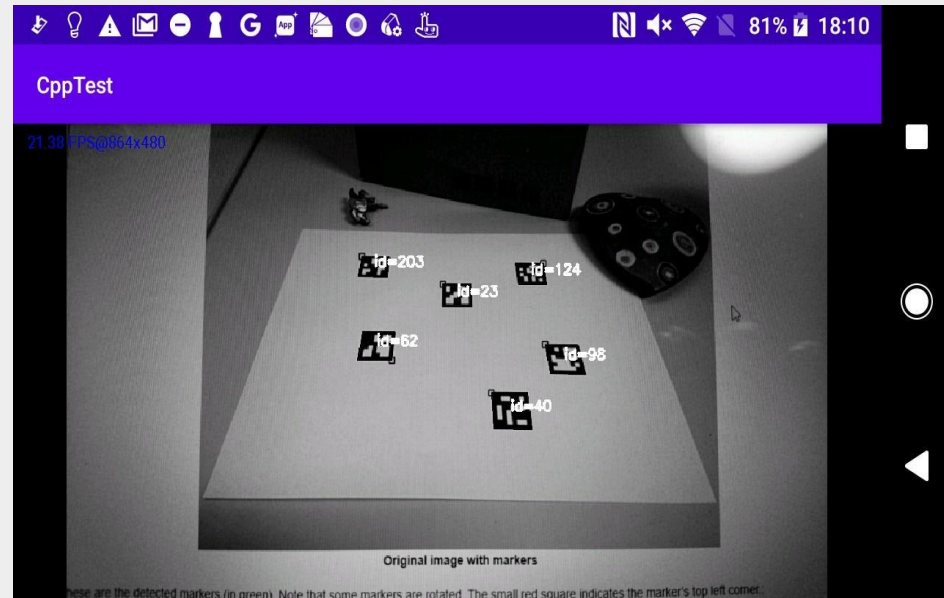 81% 18:10
CppTest
21.38 FPS@864x480
id=203
id=124
id=23
id=62
id=98
id=40
Original image with markers
hese are the detected markers (in green). Note that some markers are rotated. The small red square indicates the marker's top left corner.